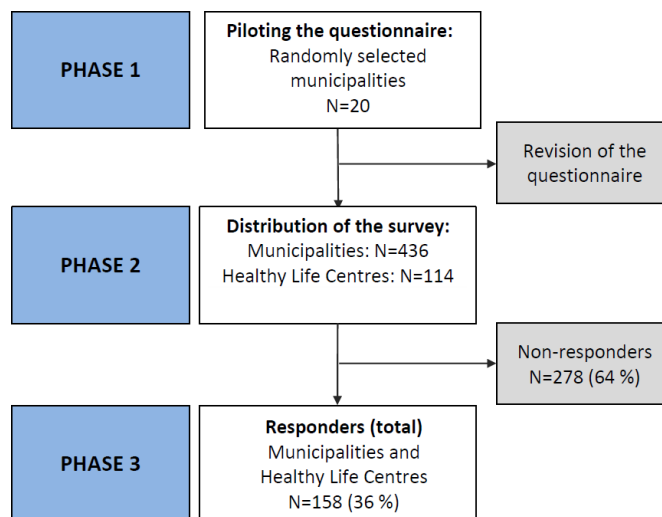 PHASE 1
Piloting the questionnaire:
Randomly selected
municipalities
N=20
Revision of the
questionnaire
PHASE 2
Distribution of the survey:
Municipalities: N=436
Healthy Life Centres: N=114
Non-responders
N=278 (64 %)
PHASE 3
Responders (total)
Municipalities and
Healthy Life Centres
N=158 (36 %)